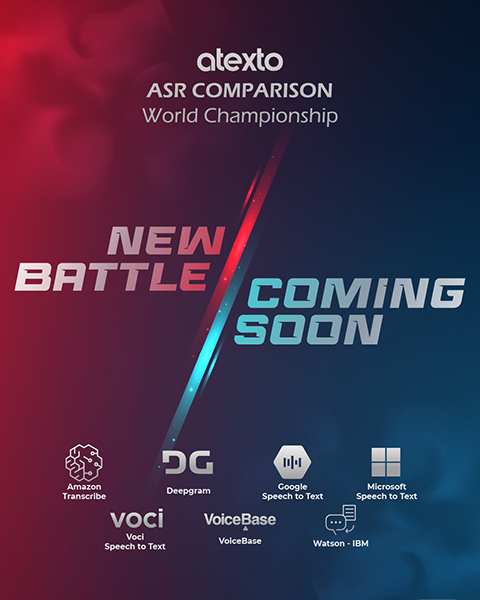 atexto
ASR COMPARISON
World Championship
NEW
BATTLE
COMING
SOON
Amazon
Transcribe
DG
Deepgram
Google
Speech to Text
Microsoft
Speech to Text
VOCI
Voci
Speech to Text
VoiceBase
VoiceBase
Watson - IBM